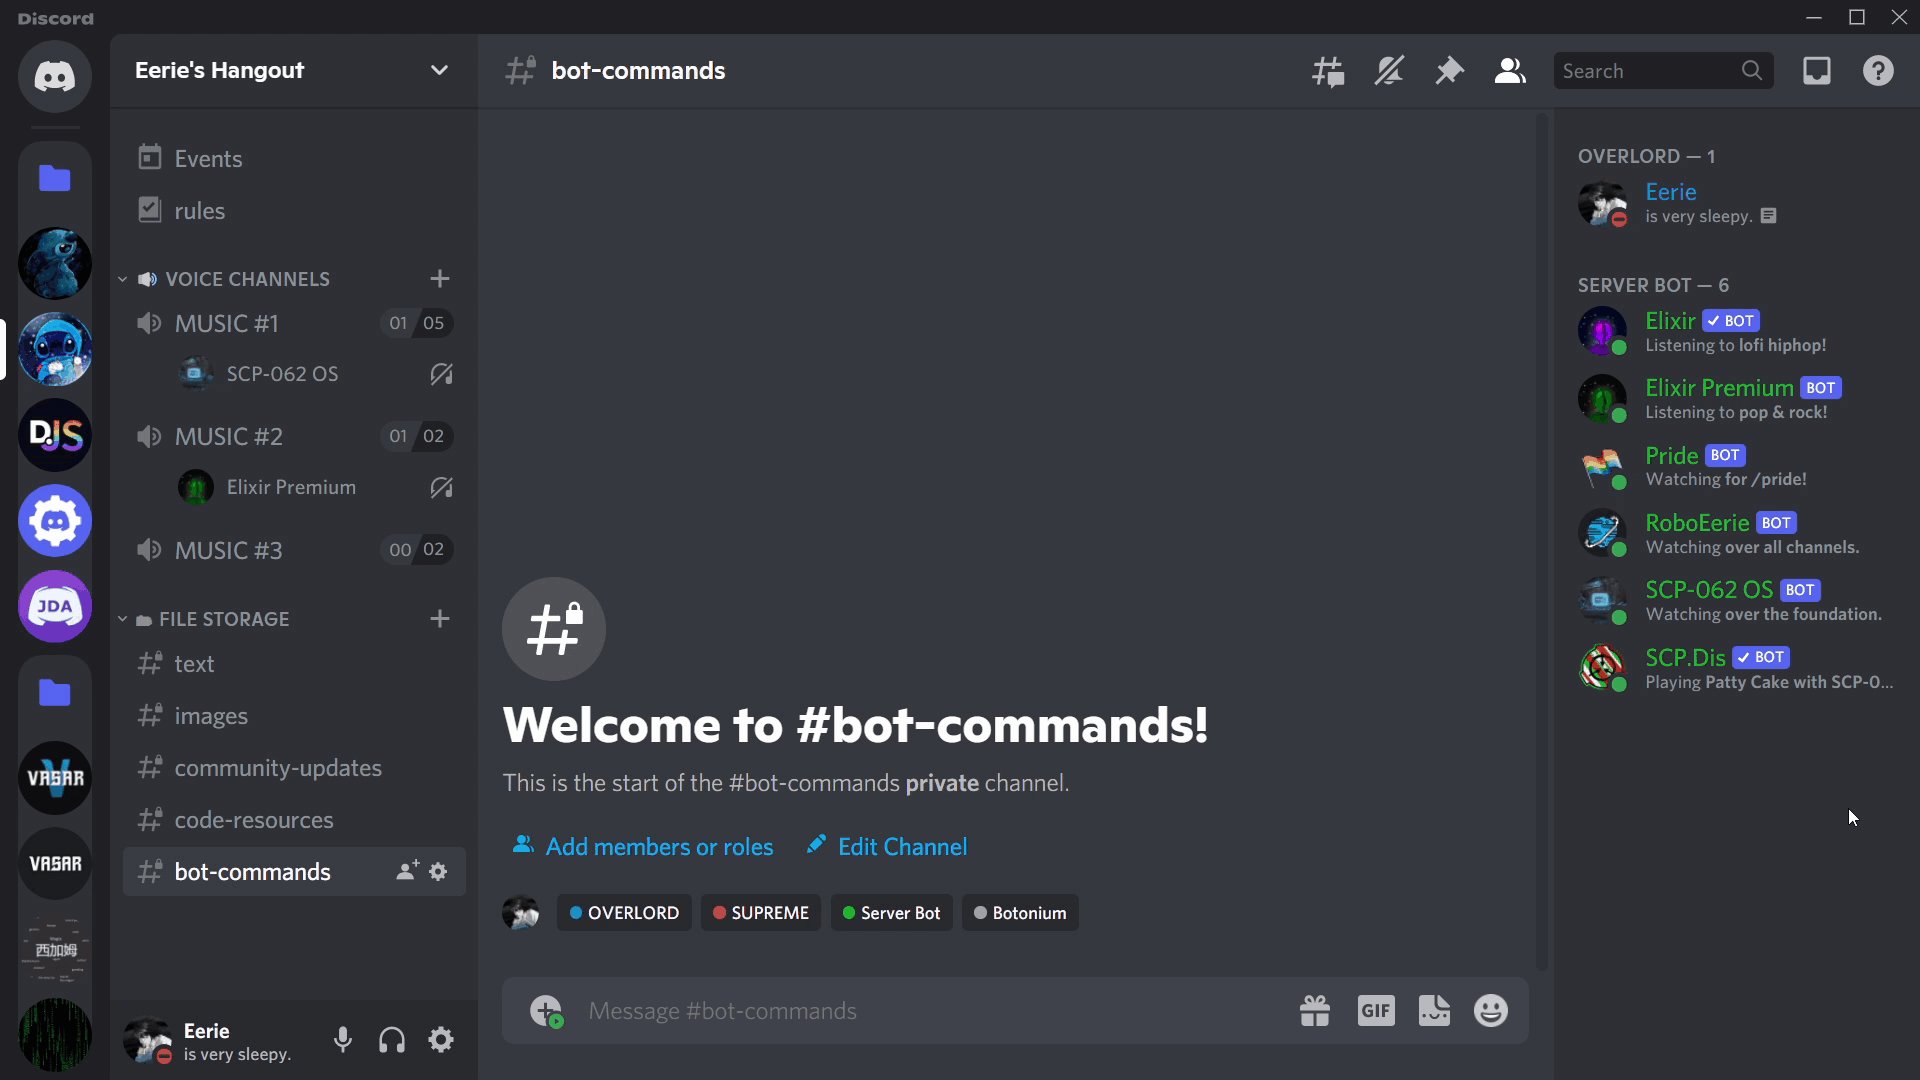 Discord
Eerie's Hangout
bot-commands
Search
Events
rules
VOICE CHANNELS
MUSIC #1
01 05
SCP-062 OS
MUSIC #2
01 02
Elixir Premium
MUSIC #3
00 02
FILE STORAGE
text
images
community-updates
code-resources
bot-commands
DJS
JDA
VASAR
VASAR
西加姆
Eerie
is very sleepy.
Welcome to #bot-commands!
This is the start of the #bot-commands private channel.
Add members or roles
Edit Channel
OVERLORD
SUPREME
Server Bot
Botonium
Message #bot-commands
GIF
OVERLORD — 1
Eerie
is very sleepy.
SERVER BOT — 6
Elixir ✓ BOT
Listening to lofi hiphop!
Elixir Premium BOT
Listening to pop & rock!
Pride BOT
Watching for /pride!
RoboEerie BOT
Watching over all channels.
SCP-062 OS BOT
Watching over the foundation.
SCP.Dis ✓ BOT
Playing Patty Cake with SCP-0...